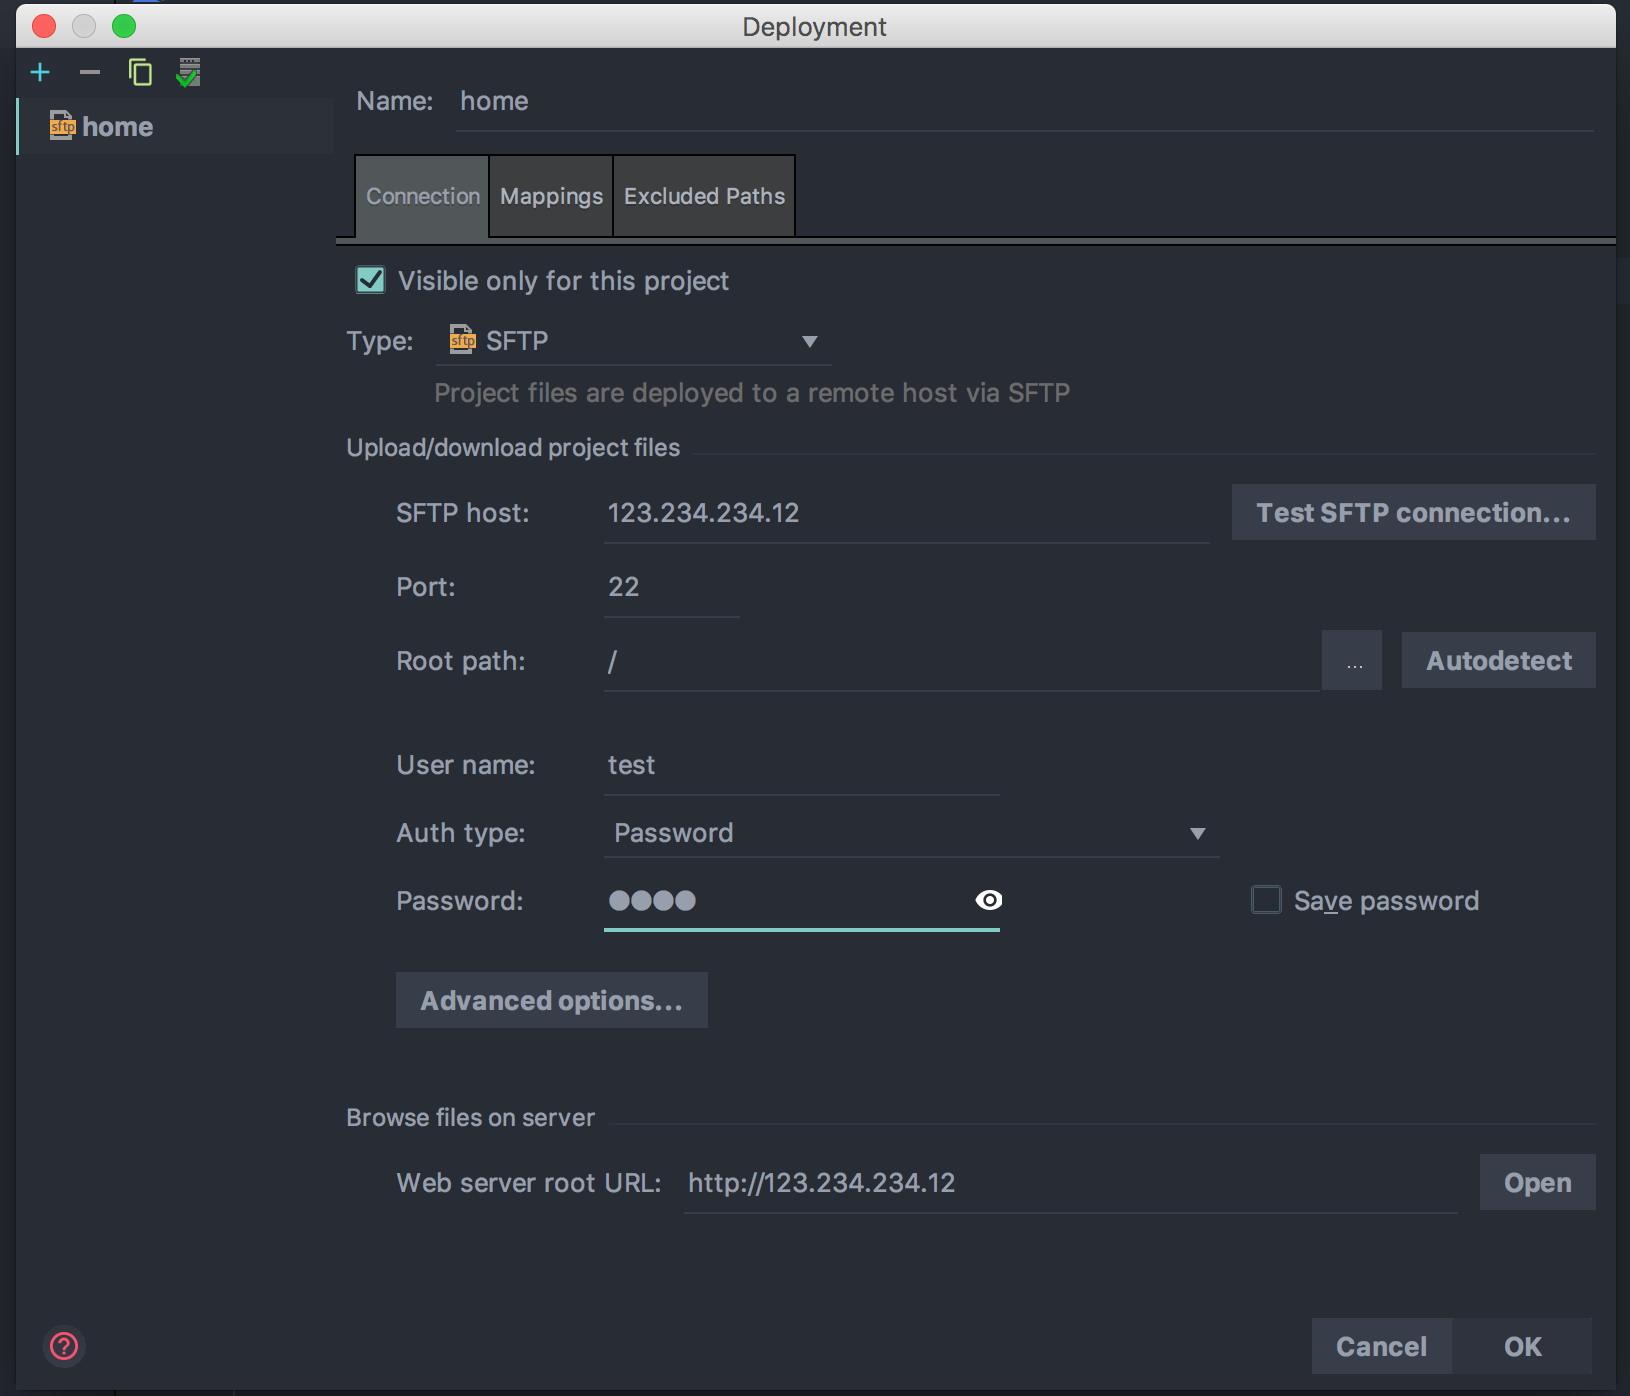 Deployment
sftp home
Name: home
Connection Mappings Excluded Paths
Visible only for this project
Type: sftp SFTP
Project files are deployed to a remote host via SFTP
Upload/download project files
SFTP host: 123.234.234.12 Test SFTP connection...
Port: 22
Root path: / ... Autodetect
User name: test
Auth type: Password
Password: ●●●● Save password
Advanced options...
Browse files on server
Web server root URL: http://123.234.234.12 Open
? Cancel OK